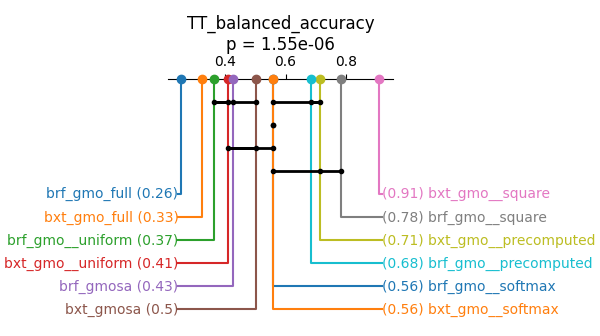 TT_balanced_accuracy
p = 1.55e-06
0.4 0.6 0.8
brf_gmo_full (0.26) (0.91) bxt_gmo__square
bxt_gmo_full (0.33) (0.78) brf_gmo__square
brf_gmo__uniform (0.37) (0.71) bxt_gmo__precomputed
bxt_gmo__uniform (0.41) (0.68) brf_gmo__precomputed
brf_gmosa (0.43) (0.56) brf_gmo__softmax
bxt_gmosa (0.5) (0.56) bxt_gmo__softmax